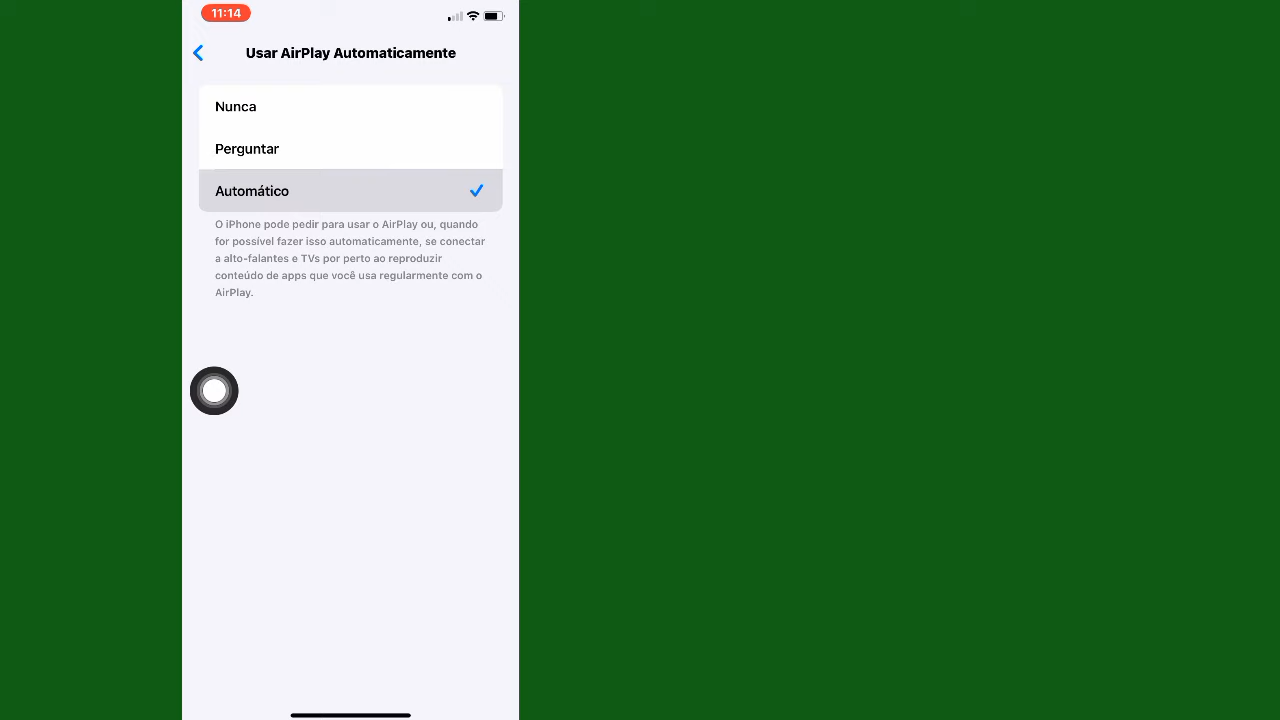 11:14
Usar AirPlay Automaticamente
Nunca
Perguntar
Automático
O iPhone pode pedir para usar o AirPlay ou, quando
for possível fazer isso automaticamente, se conectar
a alto-falantes e TVs por perto ao reproduzir
conteúdo de apps que você usa regularmente com o
AirPlay.